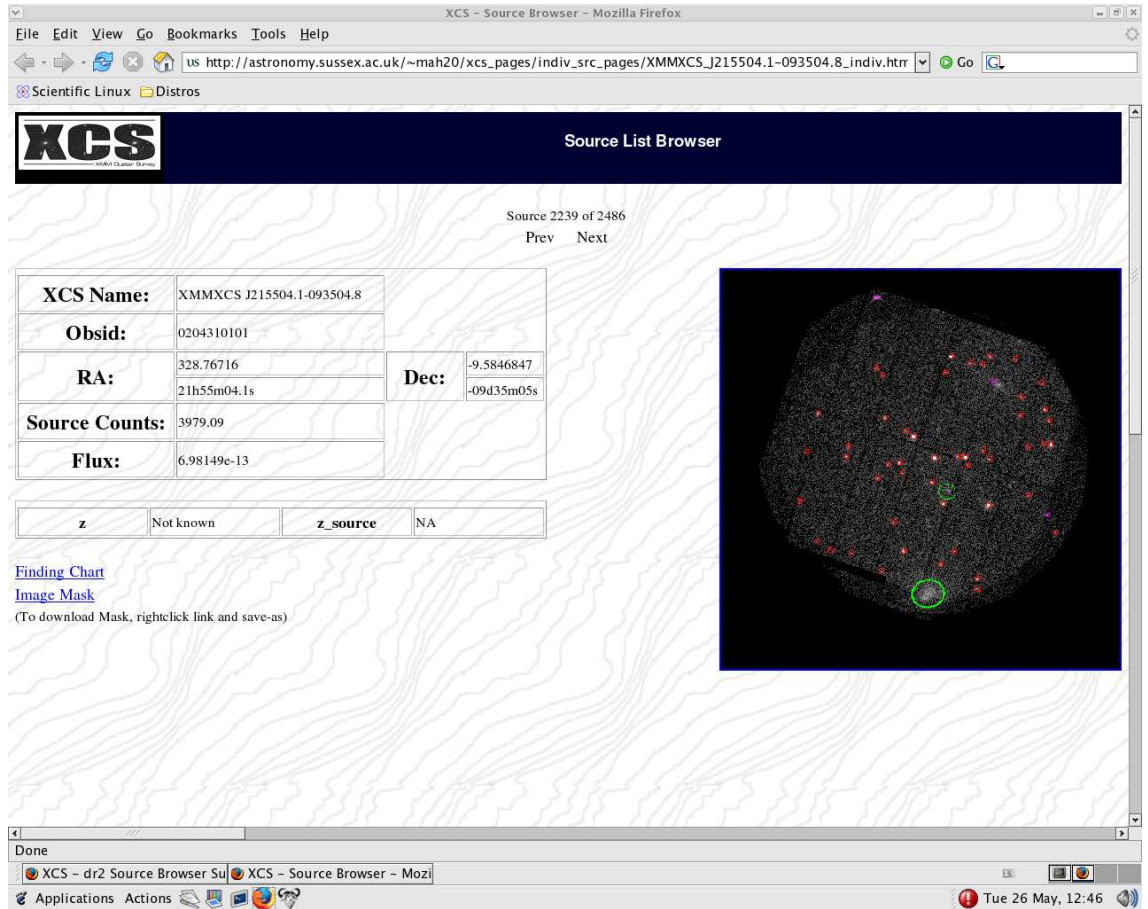 XCS - Source Browser - Mozilla Firefox
File Edit View Go Bookmarks Tools Help
us http://astronomy.sussex.ac.uk/~mah20/xcs_pages/indiv_src_pages/XMMXCS_J215504.1-093504.8_indiv.htm Go G
Scientific Linux Distros
XCS
XMM Cluster Survey
Source List Browser
Source 2239 of 2486
Prev Next
XCS Name: XMMXCS J215504.1-093504.8
Obsid: 0204310101
RA: 328.76716 Dec: -9.5846847
21h55m04.1s -09d35m05s
Source Counts: 3979.09
Flux: 6.98149e-13
z Not known z_source NA
Finding Chart
Image Mask
(To download Mask, rightclick link and save-as)
Done
XCS - dr2 Source Browser Su XCS - Source Browser - Mozi
Applications Actions Tue 26 May, 12:46